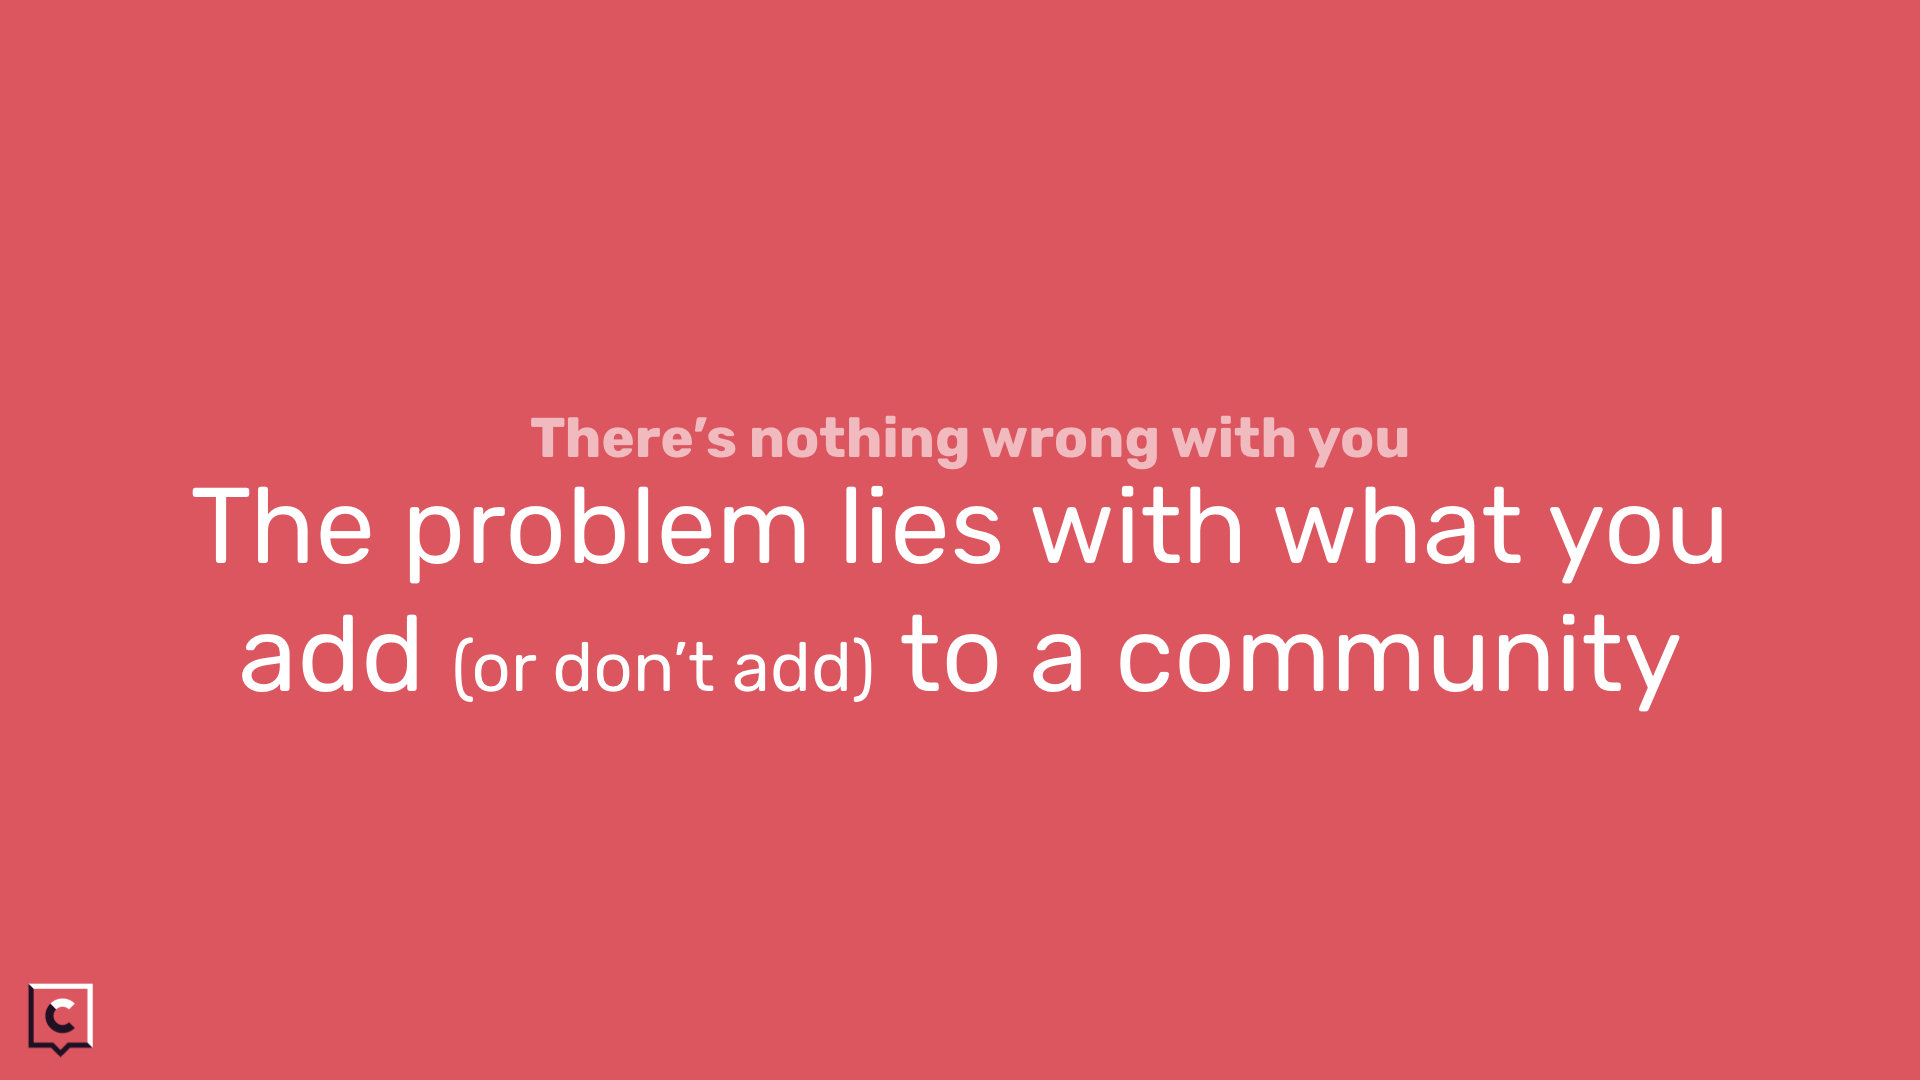 There’s nothing wrong with you
The problem lies with what you
add (or don’t add) to a community
C